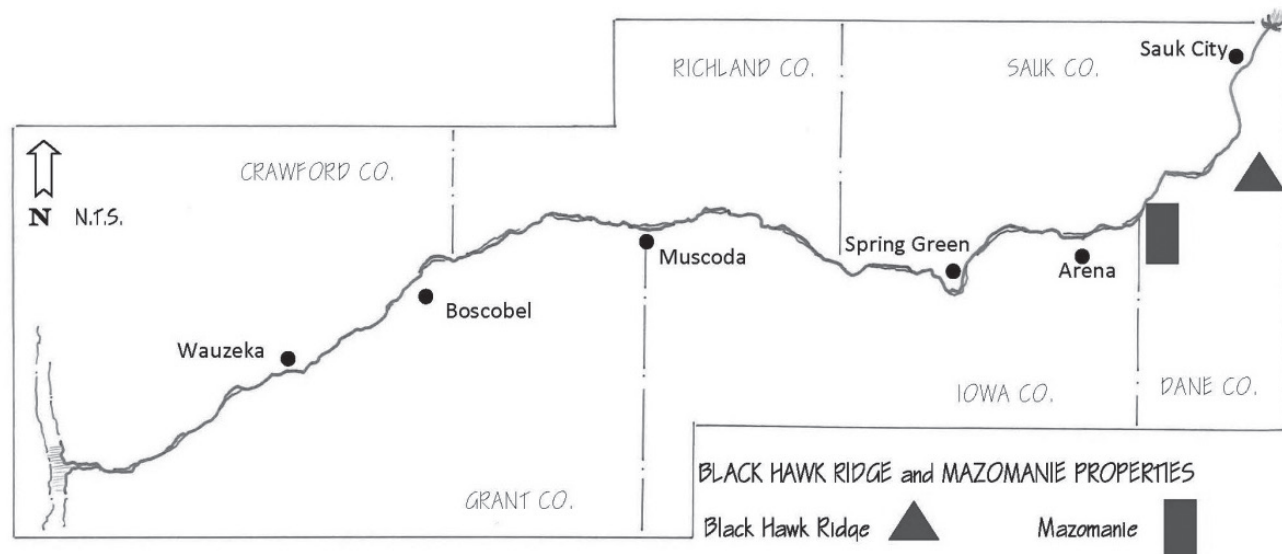 Sauk City
RICHLAND CO.
SAUK CO.
CRAWFORD CO.
N N.T.S.
Muscoda
Spring Green
Arena
Boscobel
Wauzeka
IOWA CO.
DANE CO.
GRANT CO.
BLACK HAWK RIDGE and MAZOMANIE PROPERTIES
Black Hawk Ridge
Mazomanie